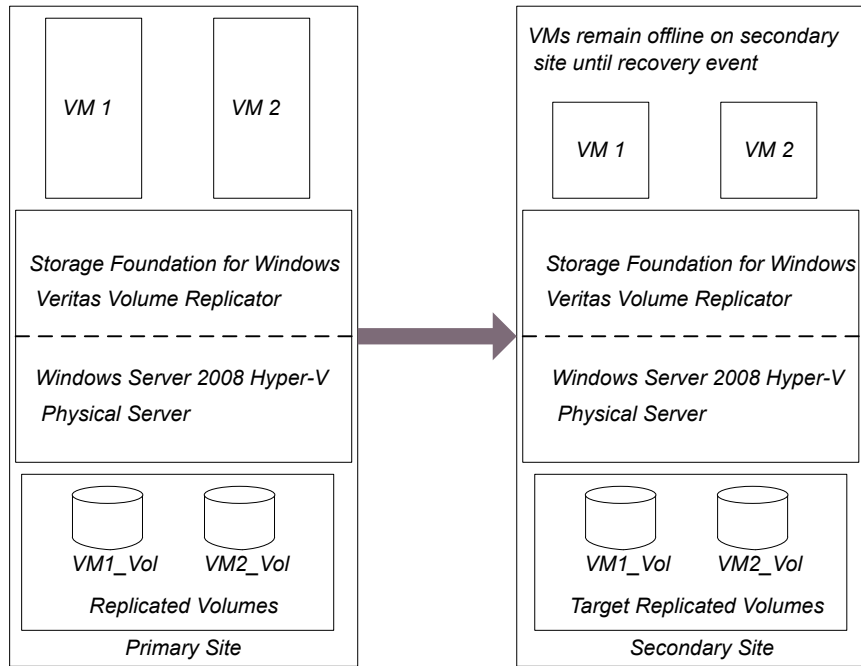 VM 1
VM 2
Storage Foundation for Windows
Veritas Volume Replicator
Windows Server 2008 Hyper-V
Physical Server
VM1_Vol
VM2_Vol
Replicated Volumes
Primary Site
VMs remain offline on secondary
site until recovery event
VM 1
VM 2
Storage Foundation for Windows
Veritas Volume Replicator
Windows Server 2008 Hyper-V
Physical Server
VM1_Vol
VM2_Vol
Target Replicated Volumes
Secondary Site